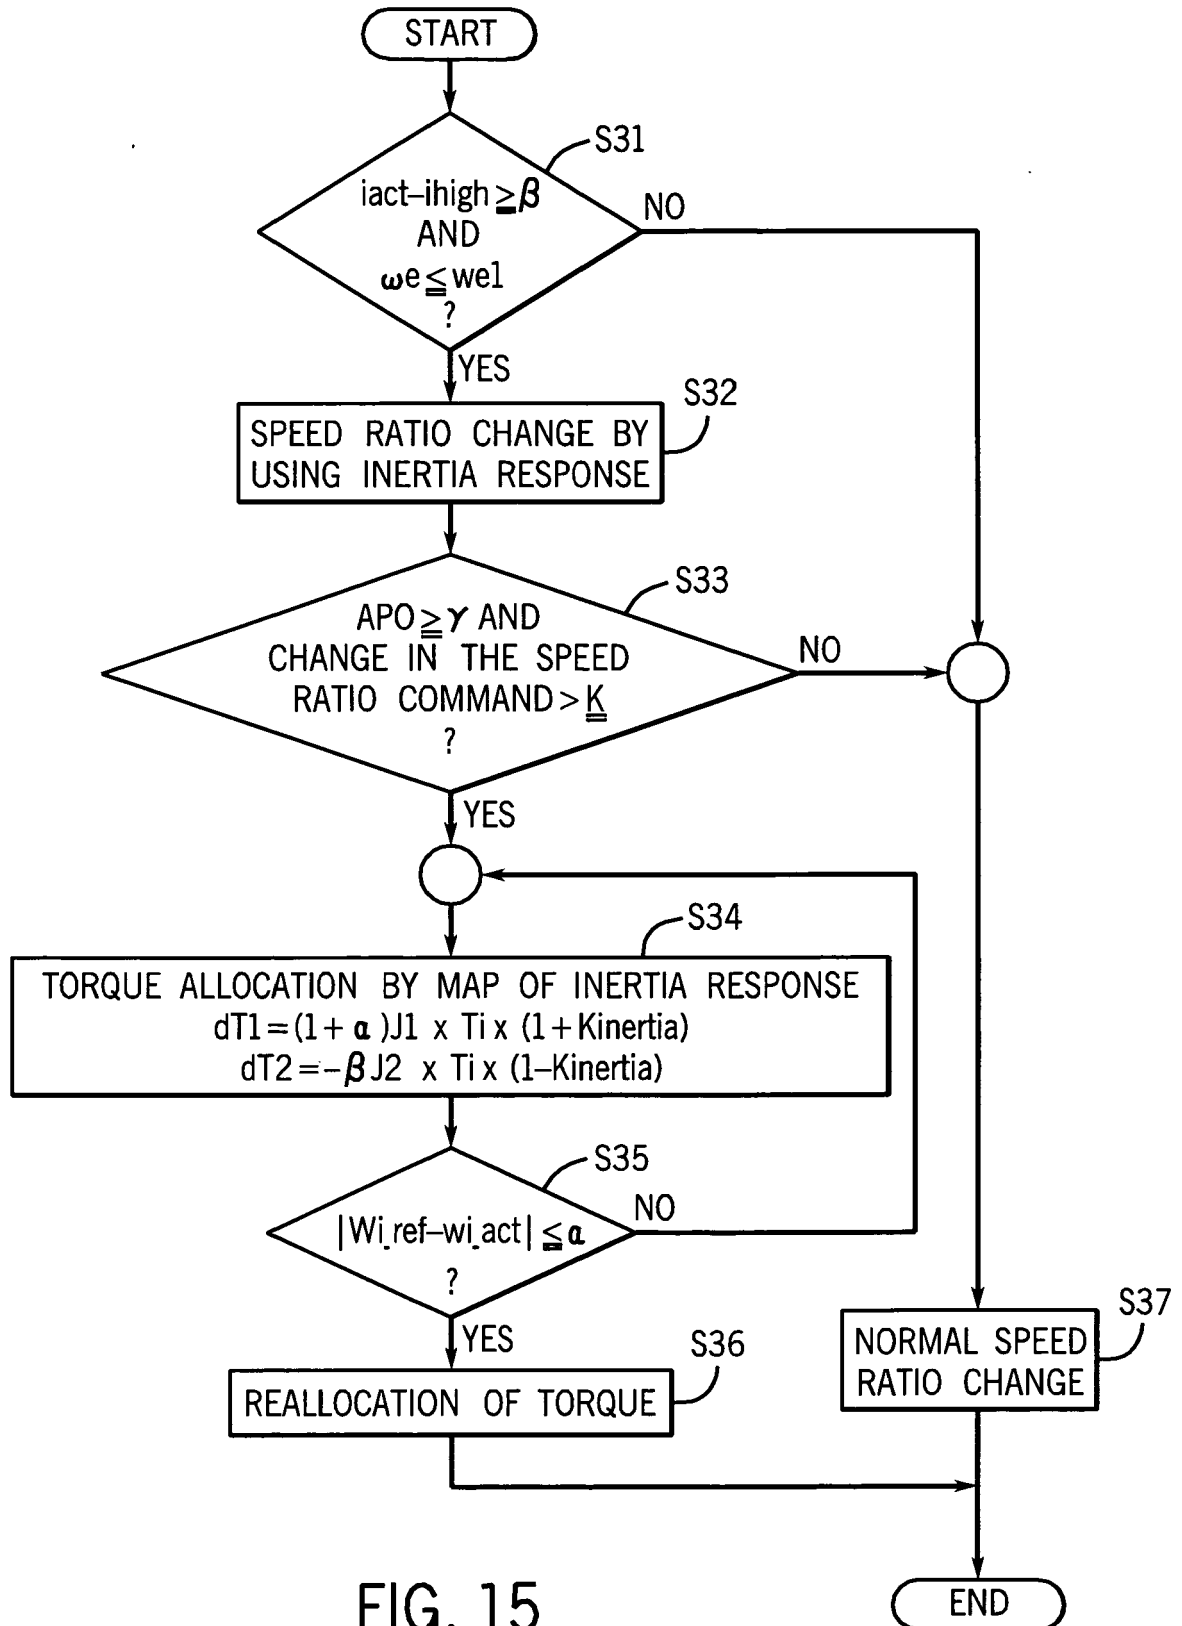 START
S31
iact–ihigh ≧ β
AND
ωe ≦ we1
?
NO
YES
S32
SPEED RATIO CHANGE BY
USING INERTIA RESPONSE
S33
APO ≧ γ AND
CHANGE IN THE SPEED
RATIO COMMAND > K
?
NO
YES
S34
TORQUE ALLOCATION BY MAP OF INERTIA RESPONSE
dT1=(1+α)J1 x Ti x (1+Kinertia)
dT2=-βJ2 x Ti x (1–Kinertia)
S35
|Wi_ref–wi_act| ≦ α
?
NO
YES
S36
REALLOCATION OF TORQUE
S37
NORMAL SPEED
RATIO CHANGE
END
FIG. 15